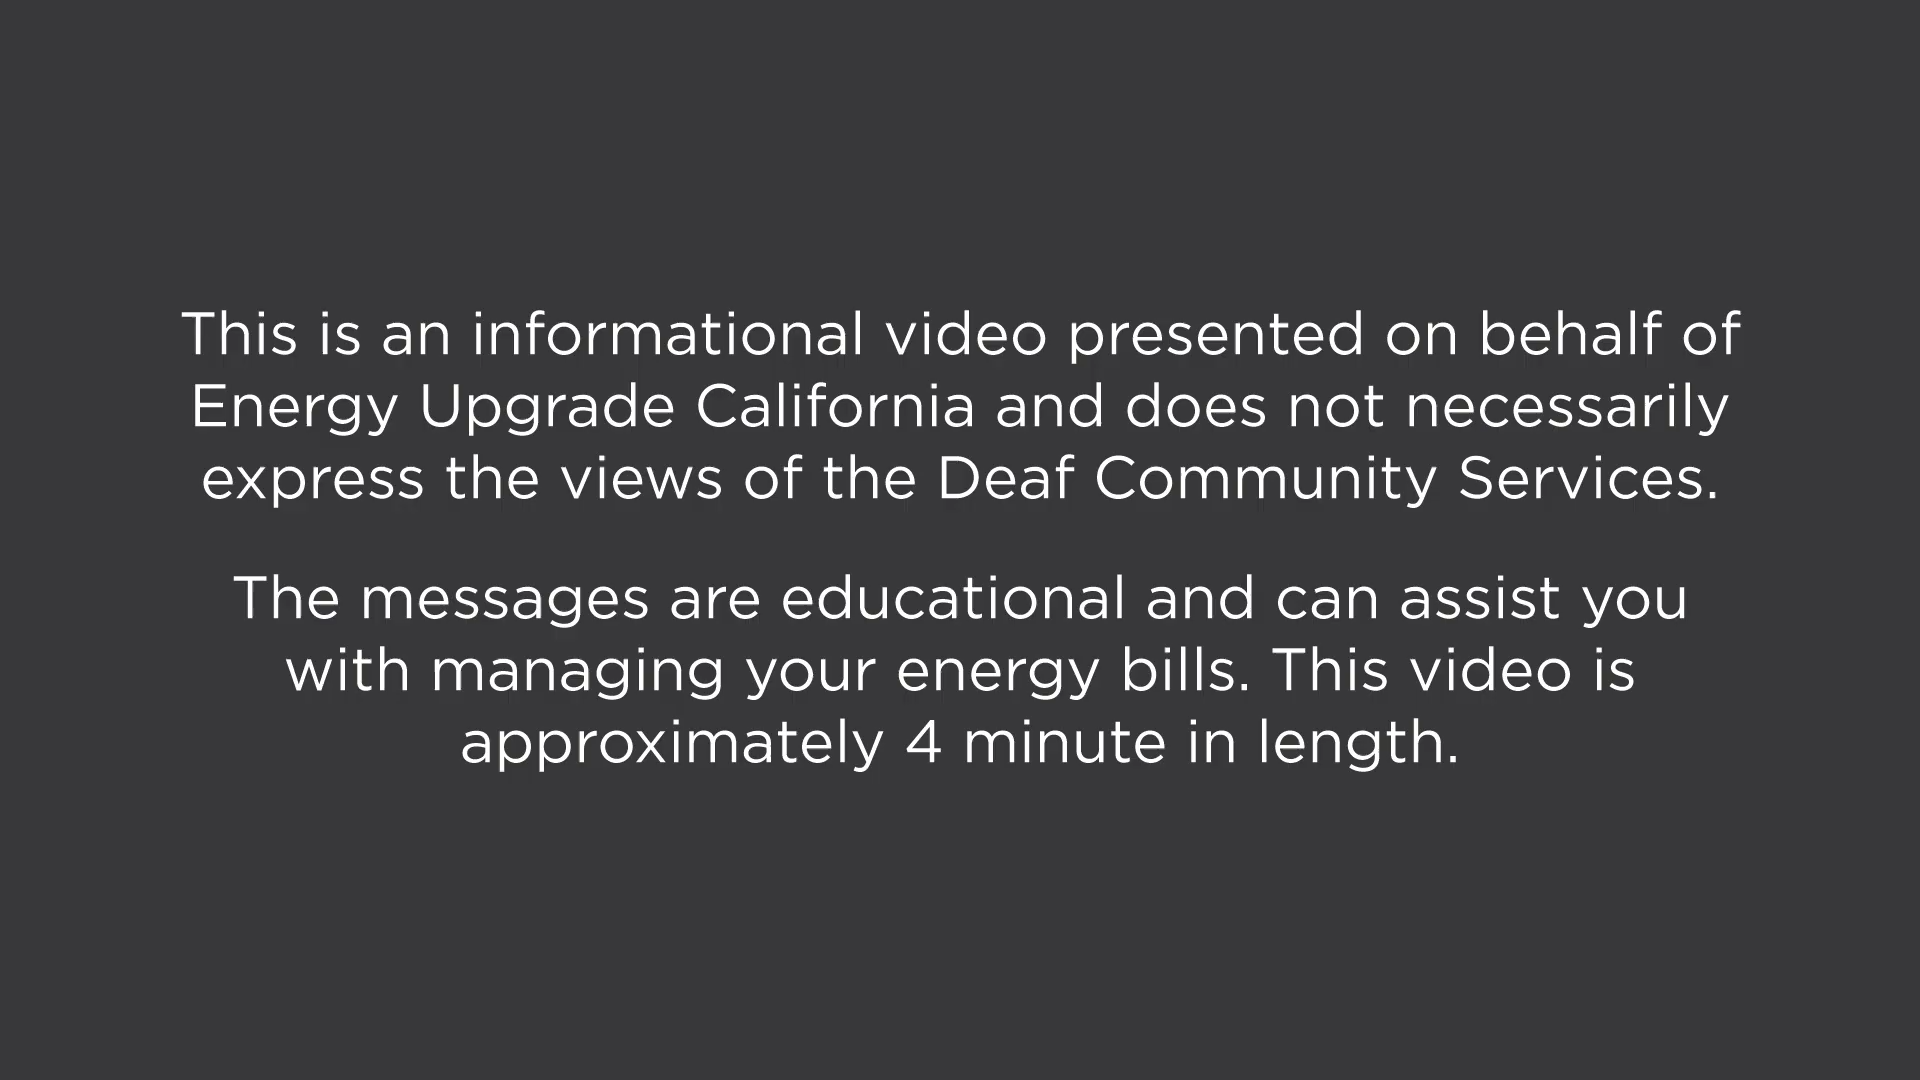 This is an informational video presented on behalf of
Energy Upgrade California and does not necessarily
express the views of the Deaf Community Services.
The messages are educational and can assist you
with managing your energy bills. This video is
approximately 4 minute in length.